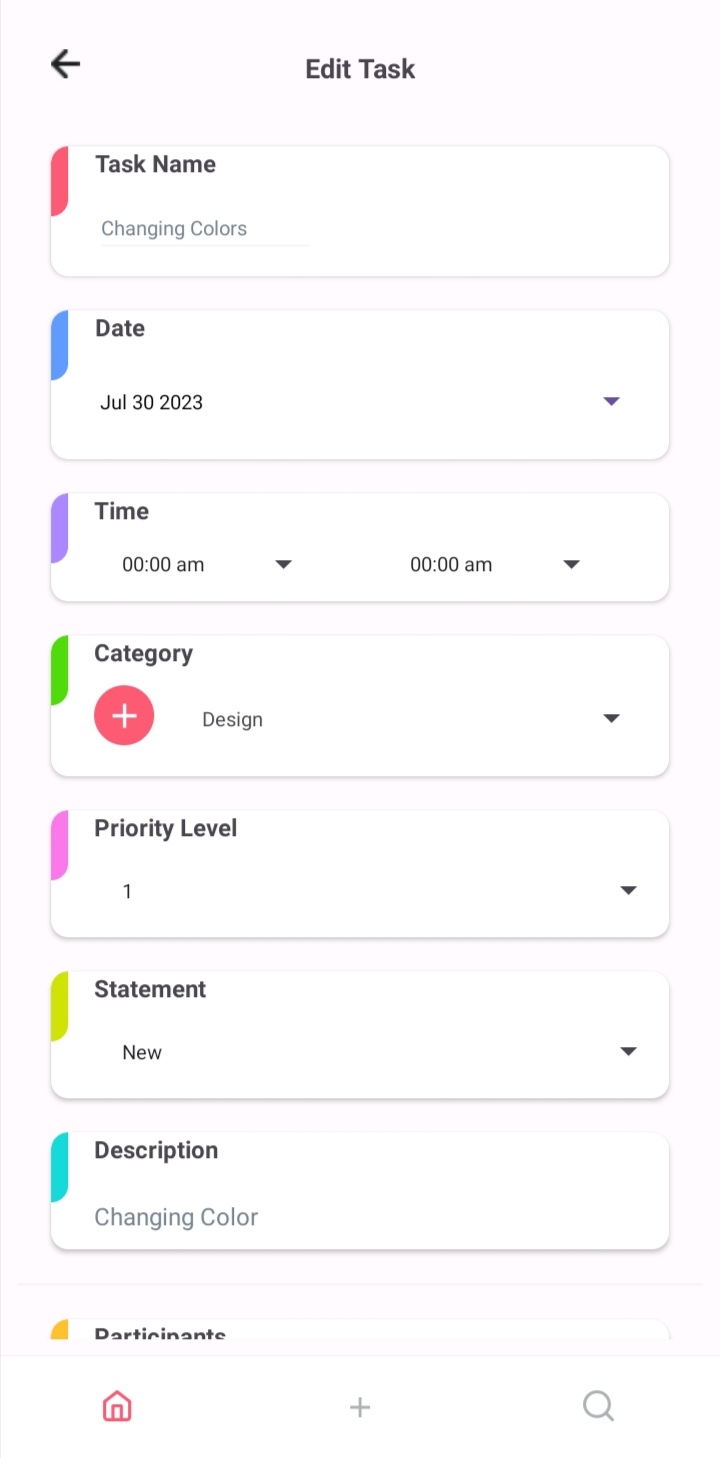 Edit Task
Task Name
Changing Colors
Date
Jul 30 2023
Time
00:00 am 00:00 am
Category
Design
Priority Level
1
Statement
New
Description
Changing Color
Participants